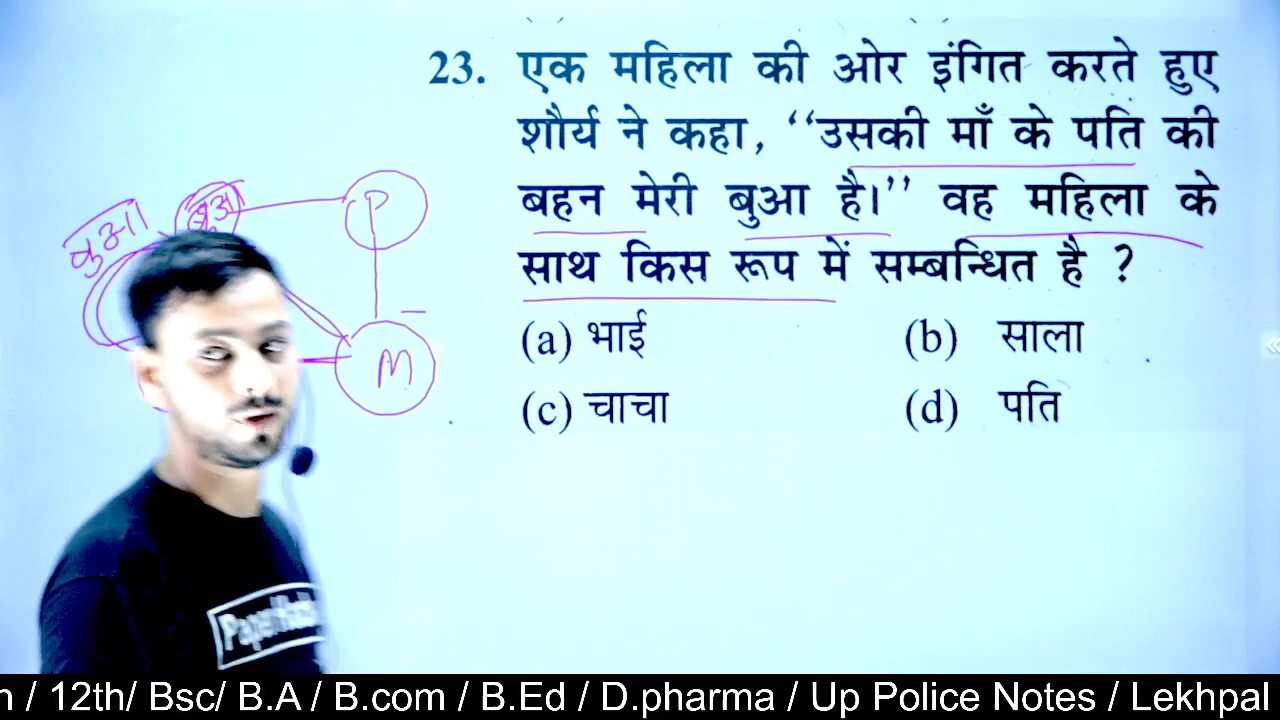 23. एक महिला की ओर इंगित करते हुए
शौर्य ने कहा, ‘‘उसकी माँ के पति की
बहन मेरी बुआ है।’’ वह महिला के
साथ किस रूप में सम्बन्धित है ?
(a) भाई (b) साला
(c) चाचा (d) पति
बुआ
बुआ
P
M
/ 12th/ Bsc/ B.A / B.com / B.Ed / D.pharma / Up Police Notes / Lekhpal